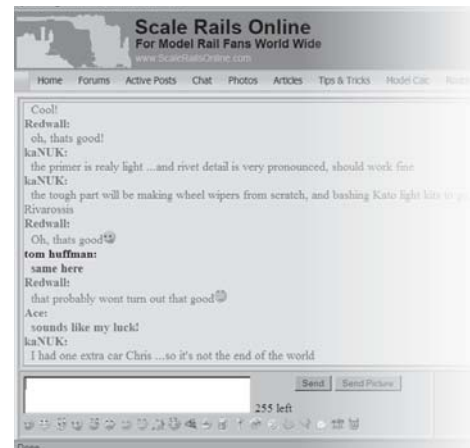 Scale Rails Online
For Model Rail Fans World Wide
www.ScaleRailsOnline.com
Home Forums Active Posts Chat Photos Articles Tips & Tricks Model Calc
Cool!
Redwall:
oh, thats good!
kaNUK:
the primer is realy light ...and rivet detail is very pronounced, should work fine
kaNUK:
the tough part will be making wheel wipers from scratch, and bashing Kato light kits to
Rivarossis
Redwall:
Oh, thats good
tom huffman:
same here
Redwall:
that probably wont turn out that good
Ace:
sounds like my luck!
kaNUK:
I had one extra car Chris ...so it's not the end of the world
Send Send Picture
255 left
Done